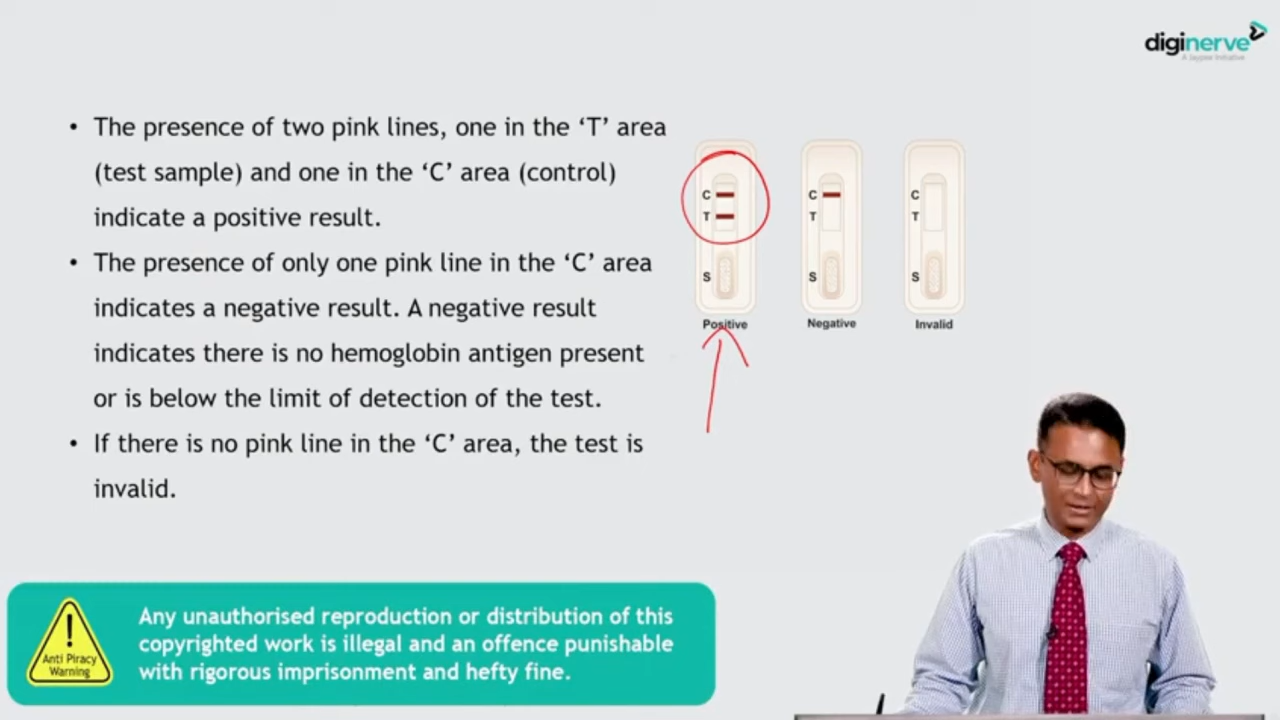 diginerve
A Jaypee Initiative
• The presence of two pink lines, one in the ‘T’ area
(test sample) and one in the ‘C’ area (control)
indicate a positive result.
• The presence of only one pink line in the ‘C’ area
indicates a negative result. A negative result
indicates there is no hemoglobin antigen present
or is below the limit of detection of the test.
• If there is no pink line in the ‘C’ area, the test is
invalid.
C
T
S
Positive
C
T
S
Negative
C
T
S
Invalid
Anti Piracy
Warning
Any unauthorised reproduction or distribution of this
copyrighted work is illegal and an offence punishable
with rigorous imprisonment and hefty fine.